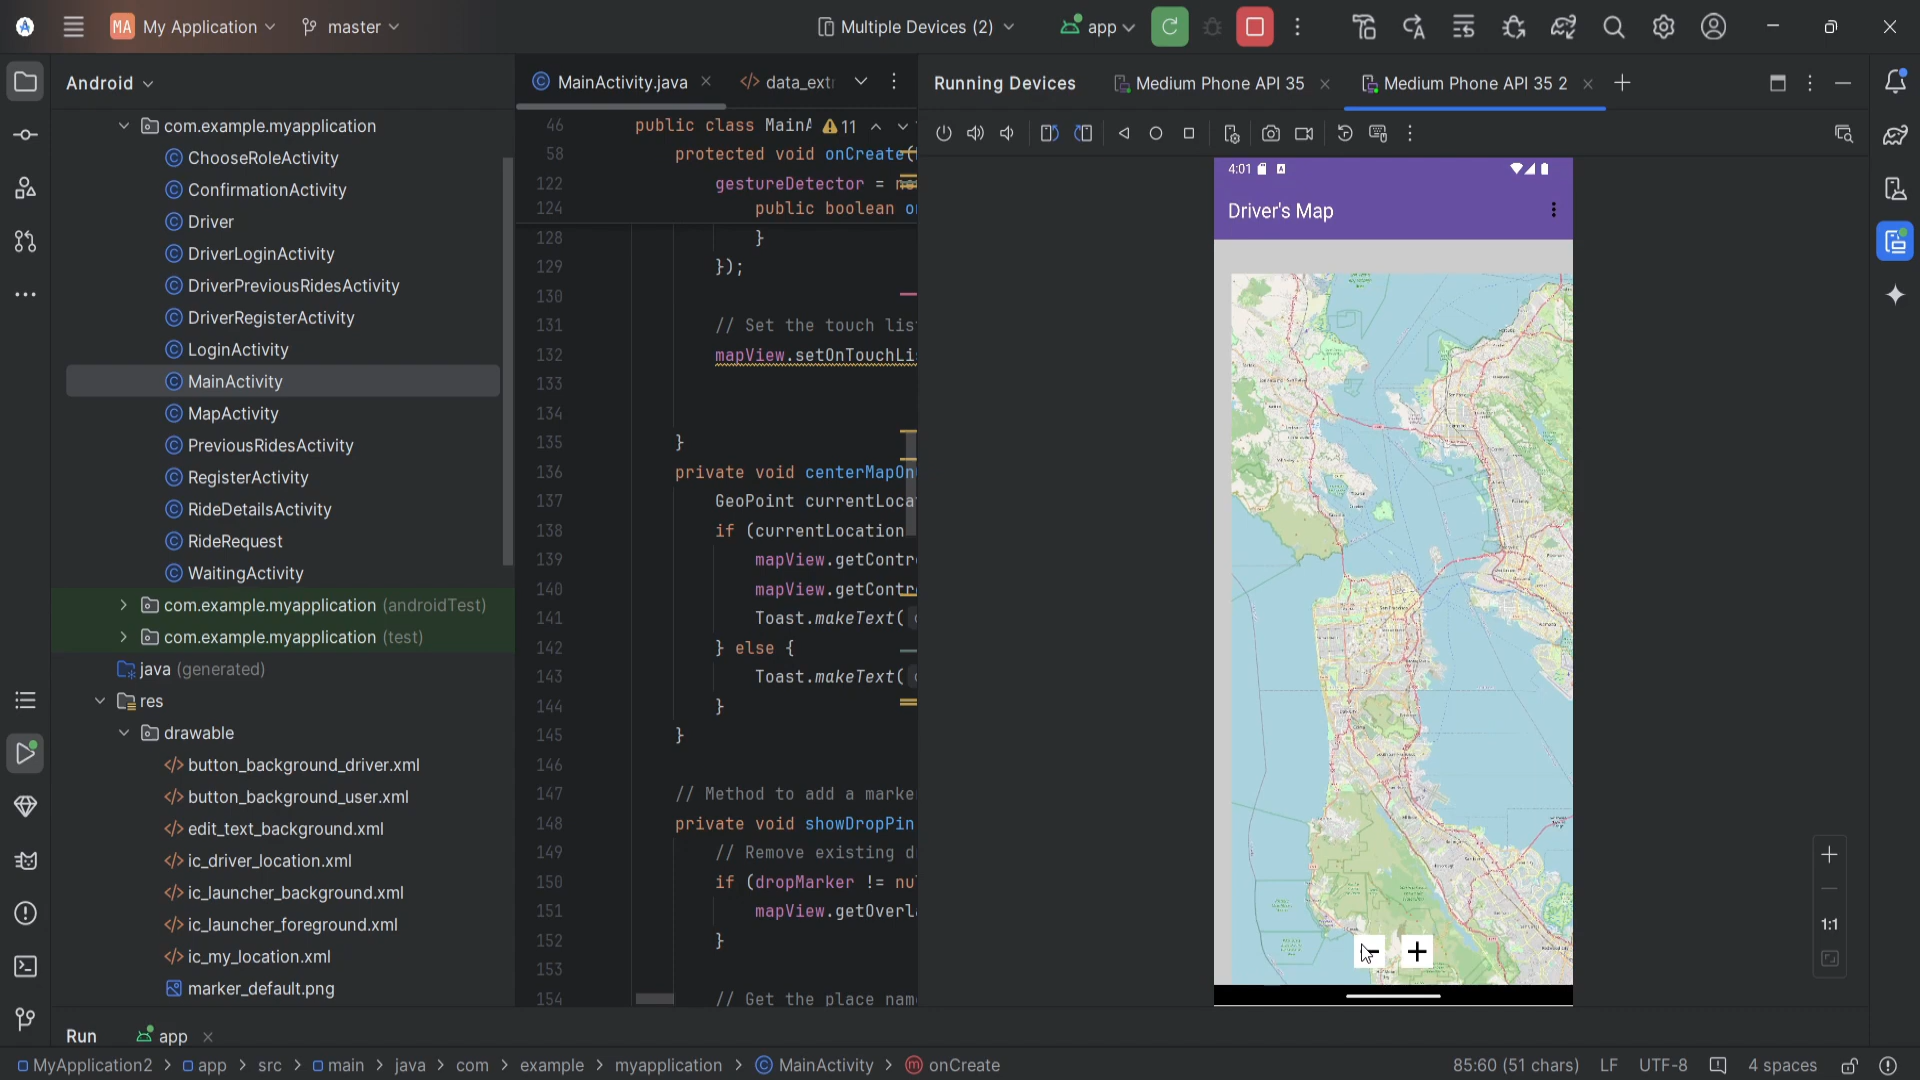 MA My Application
master
Multiple Devices (2)
app
Android
com.example.myapplication
ChooseRoleActivity
ConfirmationActivity
Driver
DriverLoginActivity
DriverPreviousRidesActivity
DriverRegisterActivity
LoginActivity
MainActivity
MapActivity
PreviousRidesActivity
RegisterActivity
RideDetailsActivity
RideRequest
WaitingActivity
com.example.myapplication (androidTest)
com.example.myapplication (test)
java (generated)
res
drawable
</> button_background_driver.xml
</> button_background_user.xml
</> edit_text_background.xml
</> ic_driver_location.xml
</> ic_launcher_background.xml
</> ic_launcher_foreground.xml
</> ic_my_location.xml
marker_default.png
MainActivity.java
</> data_ext
46 public class MainA 11
58 protected void onCreate(
122 gestureDetector =
124 public boolean
128 }
129 });
130
131 // Set the touch lis
132 mapView.setOnTouchLi
133
134
135 }
136 private void centerMapOn
137 GeoPoint currentLoca
138 if (currentLocation
139 mapView.getContr
140 mapView.getContr
141 Toast.makeText(
142 } else {
143 Toast.makeText(
144 }
145 }
146
147 // Method to add a marke
148 private void showDropPin
149 // Remove existing d
150 if (dropMarker != nu
151 mapView.getOverl
152 }
153
154 // Get the place nam
Running Devices
Medium Phone API 35
Medium Phone API 35 2
4:01
Driver's Map
1:1
Run
app
MyApplication2 > app > src > main > java > com > example > myapplication > MainActivity > onCreate
85:60 (51 chars)
LF
UTF-8
4 spaces